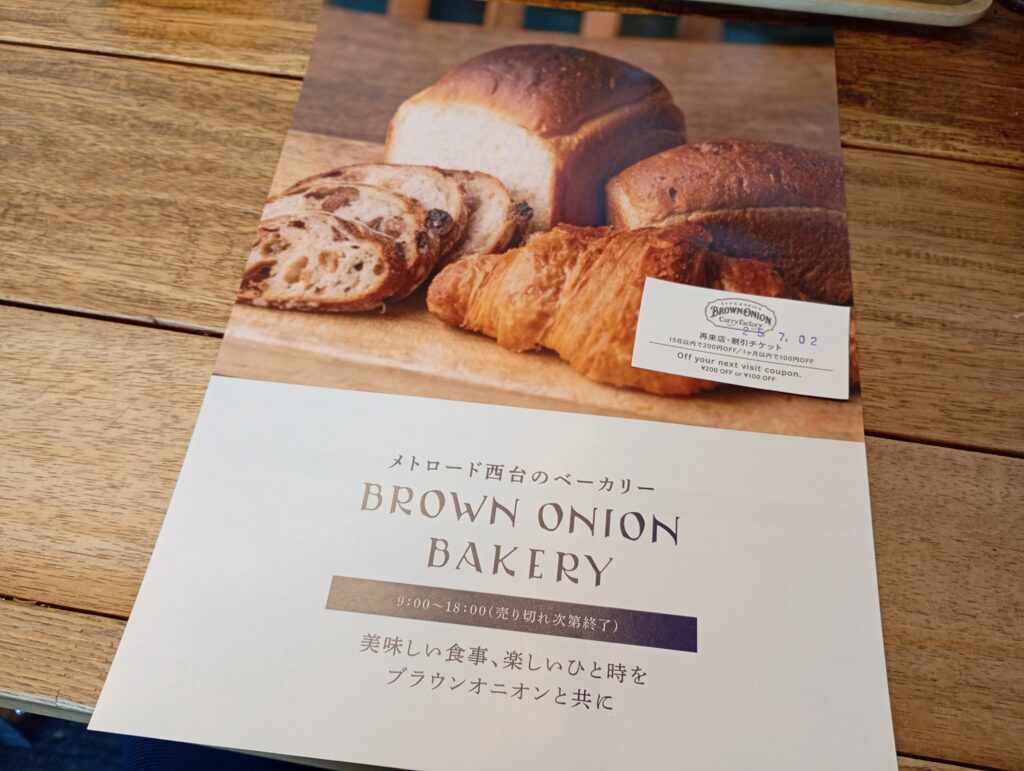 BROWN ONION
Curry Factory
25.7.02
再来店・割引チケット
15日以内で200円OFF/1ヶ月以内で100円OFF
Off your next visit coupon.
¥200 OFF or ¥100 OFF
メトロード西台のベーカリー
BROWN ONION
BAKERY
9:00〜18:00(売り切れ次第終了)
美味しい食事、楽しいひと時を
ブラウンオニオンと共に